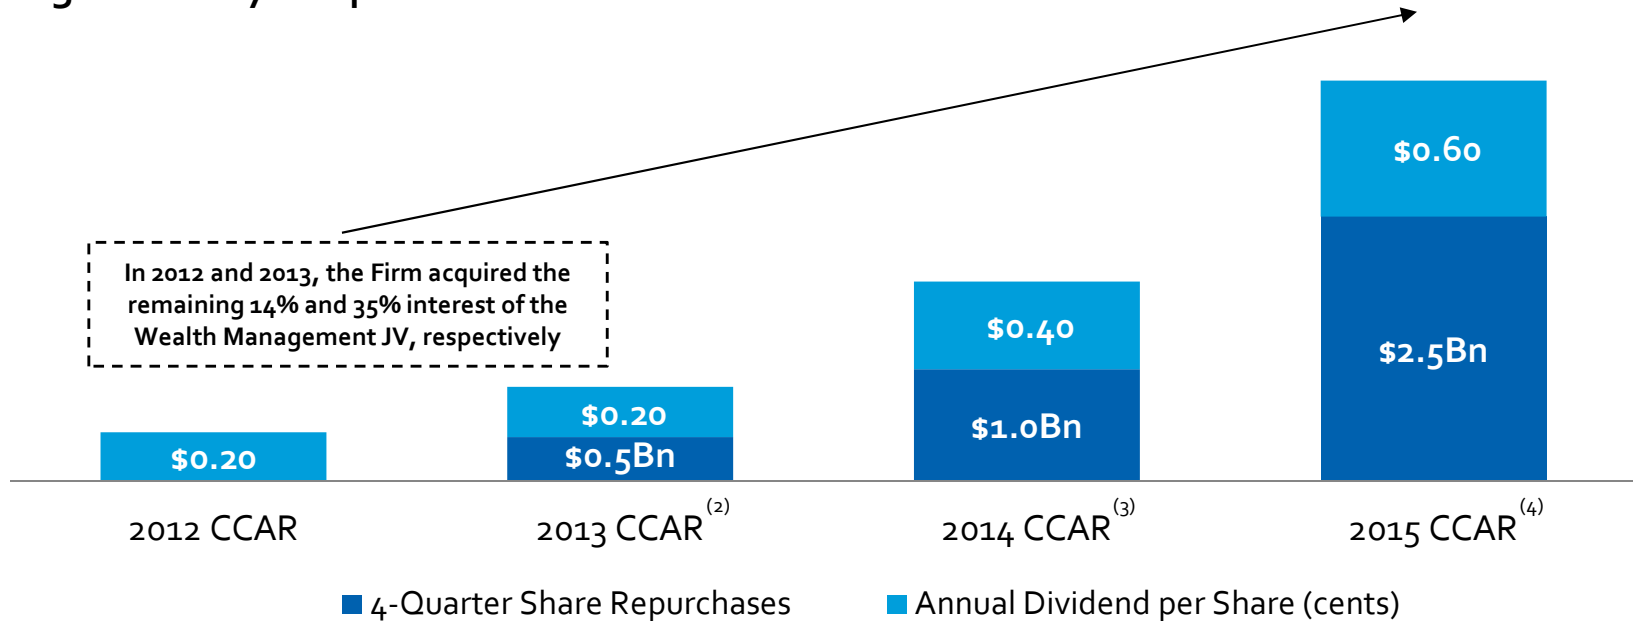 $0.60
In 2012 and 2013, the Firm acquired the
remaining 14% and 35% interest of the
Wealth Management JV, respectively
$0.40
$2.5Bn
$0.20
$1.0Bn
$0.20
$0.5Bn
2012 CCAR
2013 CCAR (2)
2014 CCAR (3)
2015 CCAR (4)
4-Quarter Share Repurchases
Annual Dividend per Share (cents)